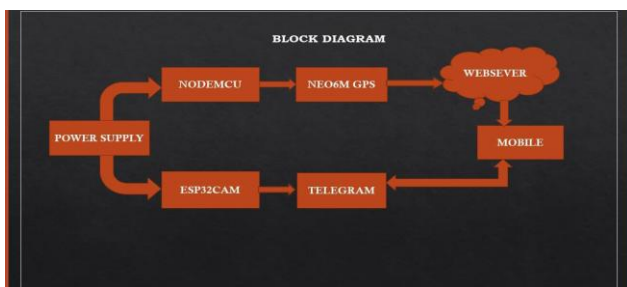 BLOCK DIAGRAM
NODEMCU
NEO6M GPS
WEBSEVER
POWER SUPPLY
MOBILE
ESP32CAM
TELEGRAM